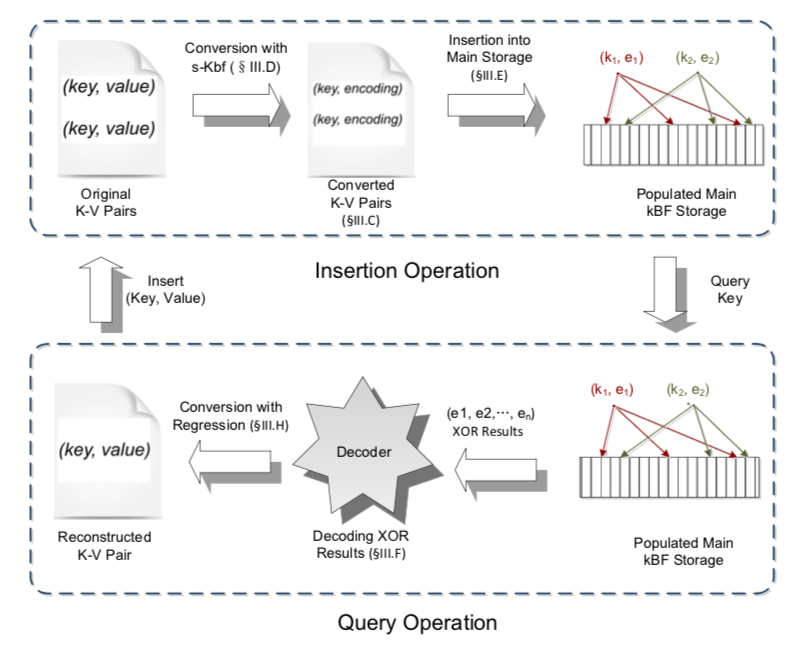 (key, value)
(key, value)
Original
K-V Pairs
Conversion with
s-Kbf ( § III.D)
(key, encoding)
(key, encoding)
Converted
K-V Pairs
(§III.C)
Insertion into
Main Storage
(§III.E)
(k1, e1)
(k2, e2)
Populated Main
kBF Storage
Insertion Operation
Insert
(Key, Value)
Query
Key
(key, value)
Reconstructed
K-V Pair
Conversion with
Regression (§III.H)
Decoder
Decoding XOR
Results (§III.F)
(e1, e2,···, en)
XOR Results
(k1, e1)
(k2, e2)
Populated Main
kBF Storage
Query Operation